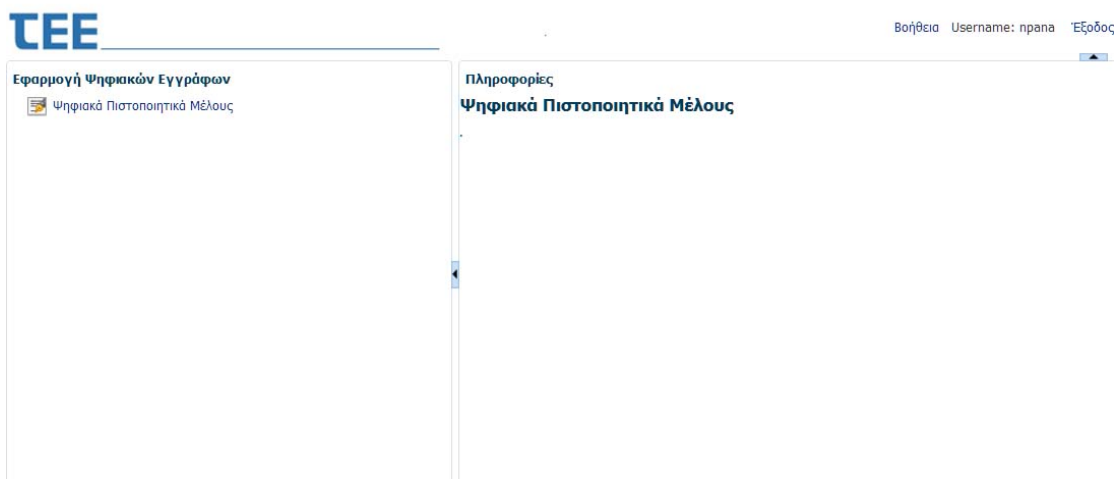 ΤΕΕ
Βοήθεια Username: npana Έξοδος
Εφαρμογή Ψηφιακών Εγγράφων
Ψηφιακά Πιστοποιητικά Μέλους
Πληροφορίες
Ψηφιακά Πιστοποιητικά Μέλους